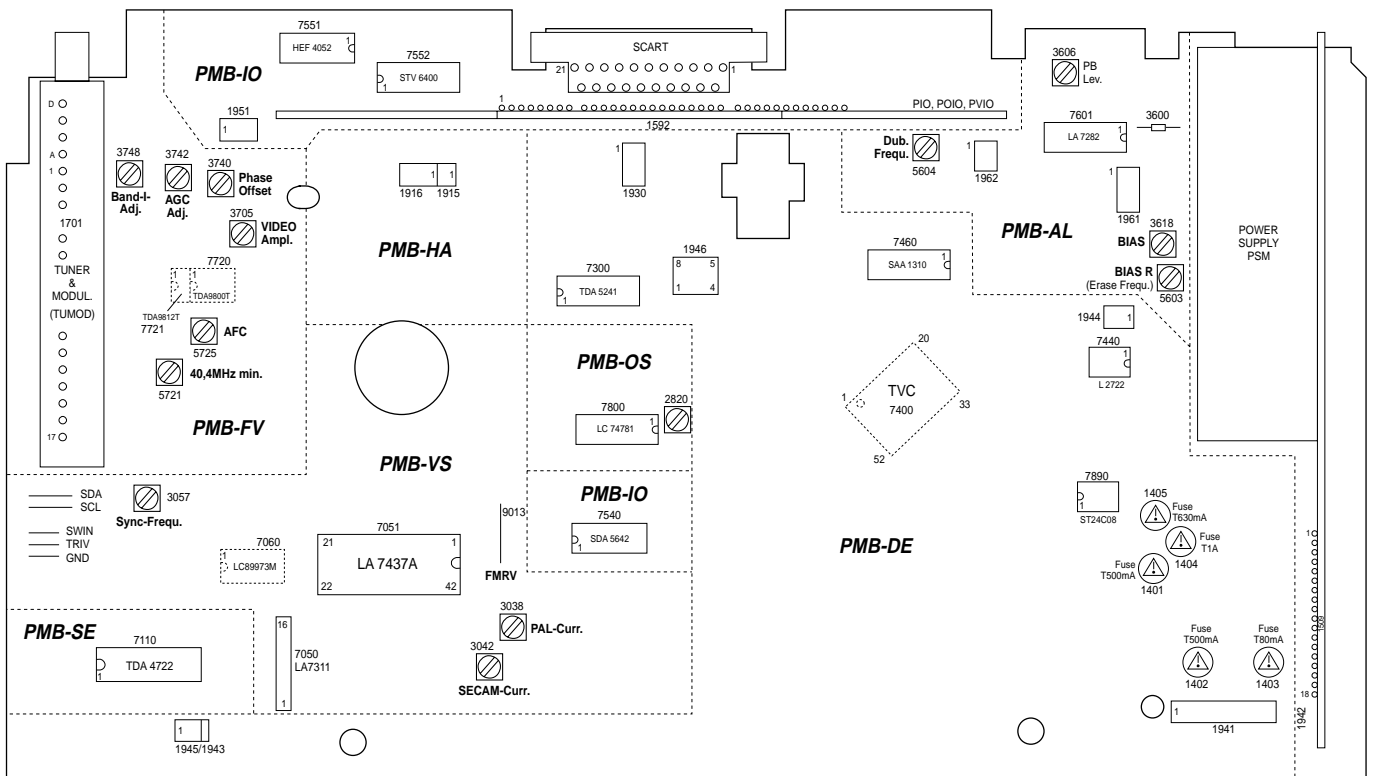 7551
HEF 4052
1
7552
STV 6400
1
PMB-IO
SCART
21
1
3606
PB
Lev.
1
PIO, POIO, PVIO
1592
1951
1
7601
LA 7282
1
3600
D
A
1
1701
TUNER
&
MODUL.
(TUMOD)
17
3748
Band-I-
Adj.
3742
AGC
Adj.
3740
Phase
Offset
3705
VIDEO
Ampl.
1
1
1916
1915
1
1930
Dub.
Frequ.
5604
1
1962
1
1961
PMB-HA
PMB-AL
3618
BIAS
BIAS R
(Erase Frequ.)
5603
POWER
SUPPLY
PSM
7720
1
1
TDA9800T
TDA9812T
7721
AFC
5725
40,4MHz min.
5721
PMB-FV
7300
TDA 5241
1
1946
8
5
1
4
7460
SAA 1310
1
1944
1
7440
1
L 2722
PMB-OS
7800
LC 74781
1
2820
20
1
TVC
7400
33
52
PMB-VS
PMB-IO
7540
SDA 5642
1
PMB-DE
SDA
SCL
SWIN
TRIV
GND
3057
Sync-Frequ.
7060
1
LC89973M
7051
21
1
LA 7437A
22
42
9013
FMRV
3038
PAL-Curr.
3042
SECAM-Curr.
7890
1
ST24C08
1405
Fuse
T630mA
Fuse
T1A
1404
Fuse
T500mA
1401
Fuse
T500mA
1402
Fuse
T80mA
1403
1
1509
18
1942
1
1941
PMB-SE
7110
TDA 4722
1
16
7050
LA7311
1
1
1945/1943